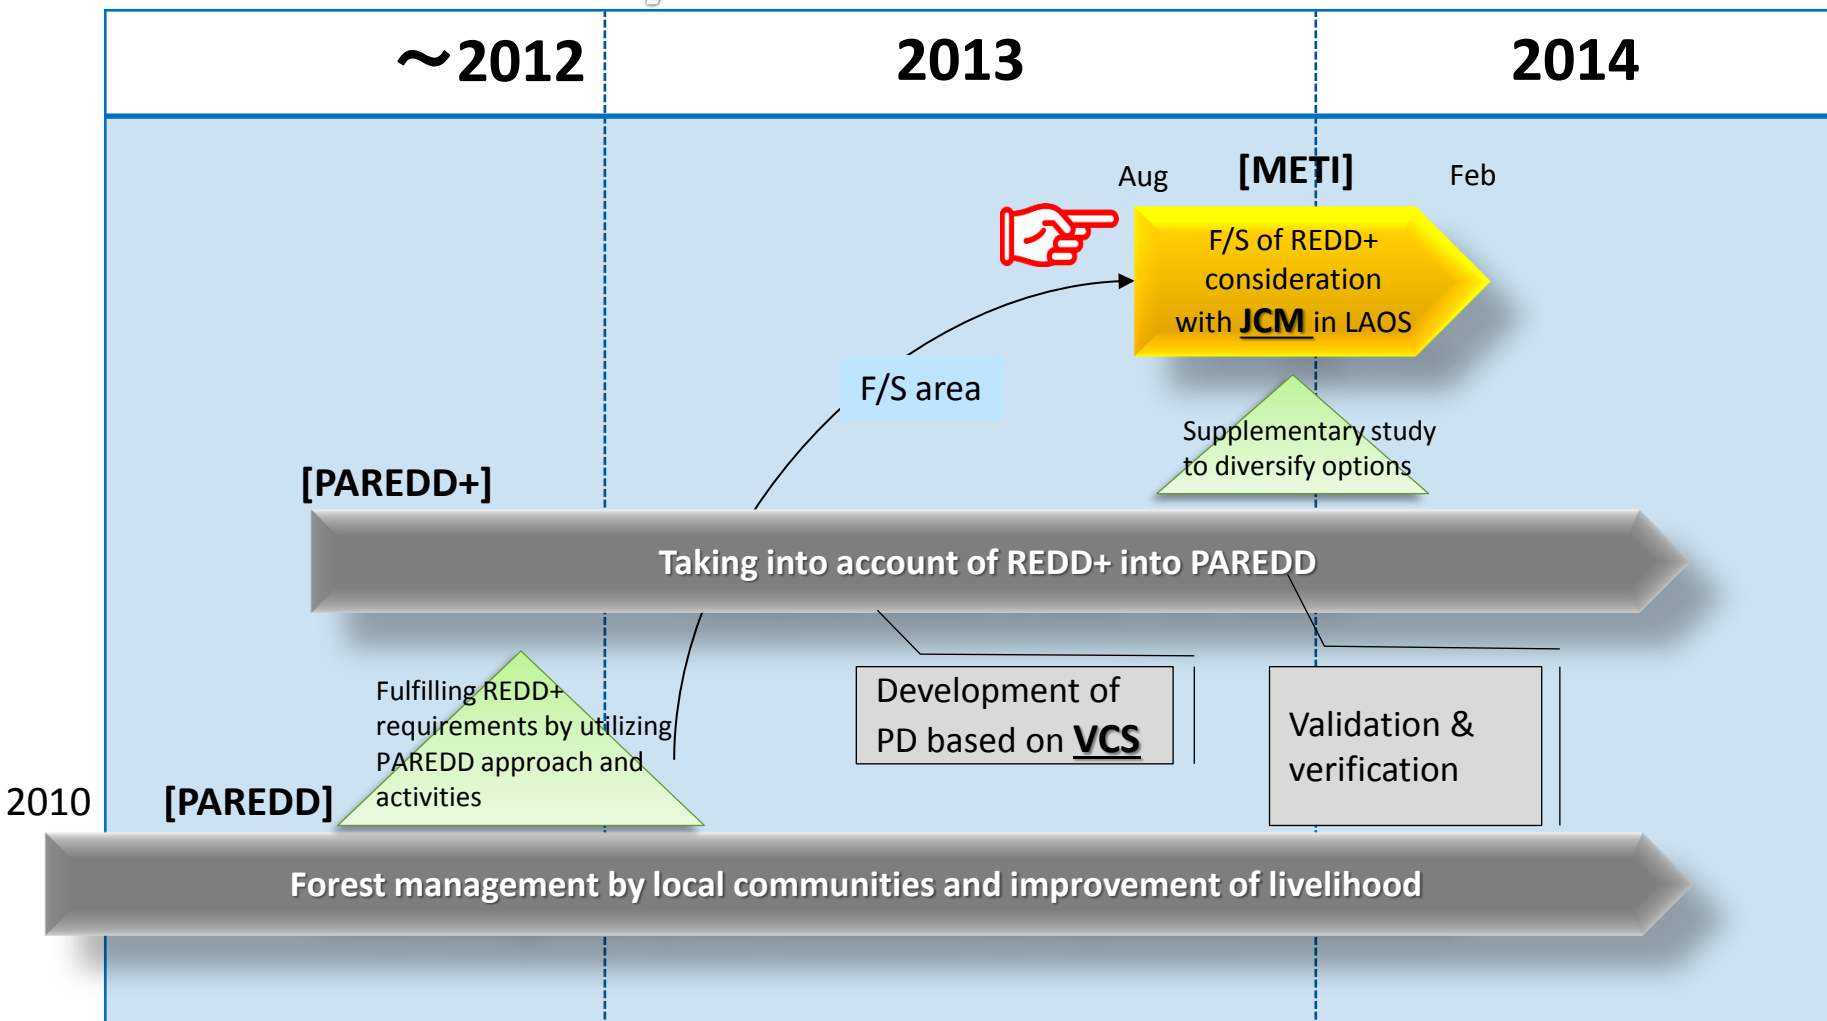 ~2012
2013
2014
Aug
[METI]
Feb
F/S of REDD+
consideration
with JCM in LAOS
F/S area
Supplementary study
to diversify options
[PAREDD+]
Taking into account of REDD+ into PAREDD
Fulfilling REDD+
requirements by utilizing
PAREDD approach and
activities
Development of
PD based on VCS
Validation &
verification
2010
[PAREDD]
Forest management by local communities and improvement of livelihood